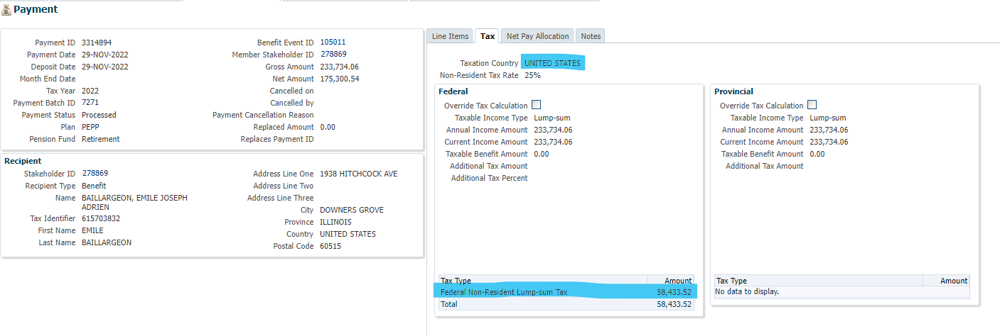 Payment
Payment ID 3314894
Payment Date 29-NOV-2022
Deposit Date 29-NOV-2022
Month End Date
Tax Year 2022
Payment Batch ID 7271
Payment Status Processed
Plan PEPP
Pension Fund Retirement
Benefit Event ID 105011
Member Stakeholder ID 278869
Gross Amount 233,734.06
Net Amount 175,300.54
Cancelled on
Cancelled by
Payment Cancellation Reason
Replaced Amount 0.00
Replaces Payment ID
Recipient
Stakeholder ID 278869
Recipient Type Benefit
Name BAILLARGEON, EMILE JOSEPH
ADRIEN
Tax Identifier 615703832
First Name EMILE
Last Name BAILLARGEON
Address Line One 1938 HITCHCOCK AVE
Address Line Two
Address Line Three
City DOWNERS GROVE
Province ILLINOIS
Country UNITED STATES
Postal Code 60515
Line Items Tax Net Pay Allocation Notes
Taxation Country UNITED STATES
Non-Resident Tax Rate 25%
Federal
Override Tax Calculation
Taxable Income Type Lump-sum
Annual Income Amount 233,734.06
Current Income Amount 233,734.06
Taxable Benefit Amount 0.00
Additional Tax Amount
Additional Tax Percent
Tax Type Amount
Federal Non-Resident Lump-sum Tax 58,433.52
Total 58,433.52
Provincial
Override Tax Calculation
Taxable Income Type Lump-sum
Annual Income Amount 233,734.06
Current Income Amount 233,734.06
Taxable Benefit Amount 0.00
Additional Tax Amount
Tax Type Amount
No data to display.